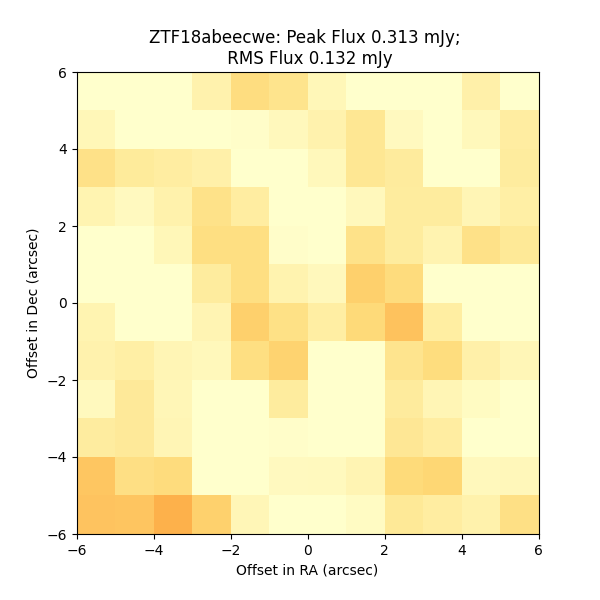 ZTF18abeecwe: Peak Flux 0.313 mJy;
RMS Flux 0.132 mJy
6
4
2
0
−2
−4
−6
Offset in Dec (arcsec)
−6 −4 −2 0 2 4 6
Offset in RA (arcsec)